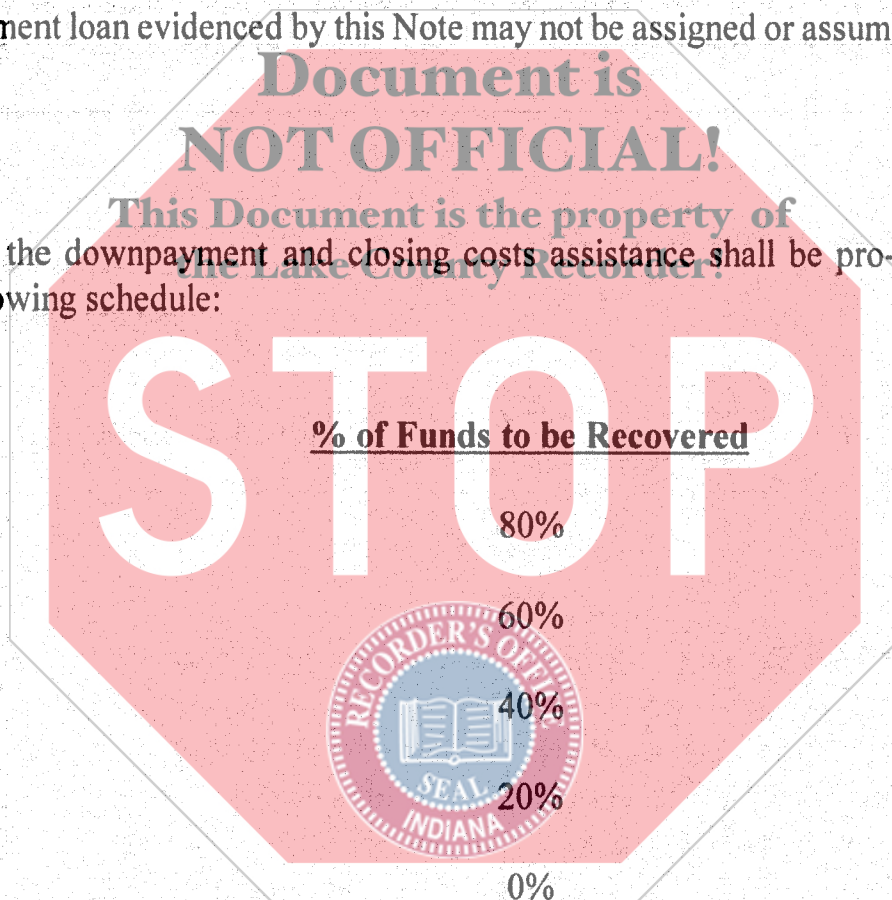 ment loan evidenced by this Note may not be assigned or assum
Document is
NOT OFFICIAL!
This Document is the property of
the downpayment and closing costs assistance shall be pro-
the Lake County Recorder!
owing schedule:
STOP
% of Funds to be Recovered
80%
60%
RECORDER'S OFFICE
40%
SEAL
20%
INDIANA
0%